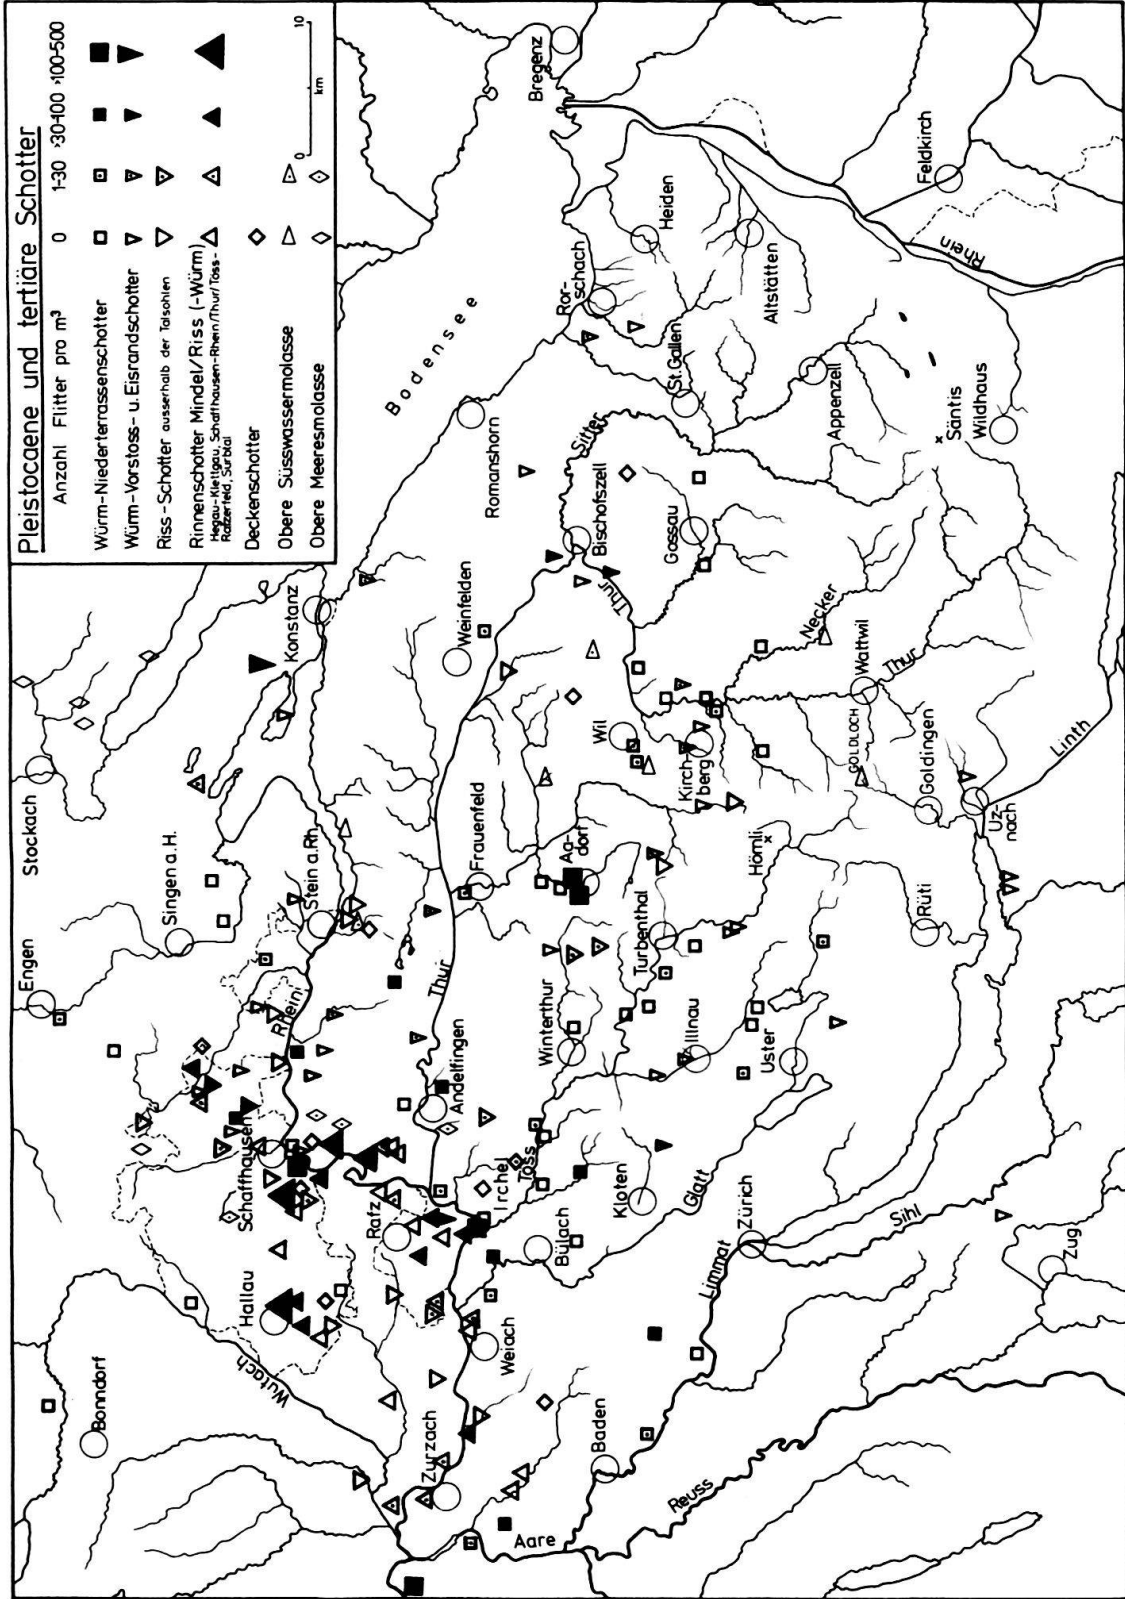 Pleistocaene und tertiäre Schotter
Anzahl Flitter pro m³ 0 1-30 >30-100 >100-500
Würm-Niederterrassenschotter
Würm-Vorstoss- u. Eisrandschotter
Riss-Schotter ausserhalb der Talsohlen
Rinnenschotter Mindel/Riss (-Würm)
Hegau-Klettgau, Schaffhausen-Rhein/Thur/Töss-
Rafzerfeld, Surbtal
Deckenschotter
Obere Süsswassermolasse
Obere Meeresmolasse
0 km 10
Bonndorf
Engen
Stockach
Singen a.H.
Wutach
Hallau
Schaffhausen
Rhein
Stein a.Rh.
Konstanz
Bodensee
Bregenz
Zurzach
Weiach
Rafz
Andelfingen
Thur
Frauenfeld
Weinfelden
Romanshorn
Ror-
schach
Heiden
Irchel
Töss
Bülach
Winterthur
Aa-
dorf
Wil
Bischofszell
Sitter
Thur
St.Gallen
Altstätten
Rhein
Feldkirch
Aare
Baden
Kloten
Glatt
Illnau
Turbenthal
Kirch-
berg
Gossau
Appenzell
Reuss
Limmat
Zürich
Uster
Hörnli
GOLDLOCH
Necker
Wattwil
Thur
Säntis
Wildhaus
Sihl
Rüti
Goldingen
Zug
Uz-
nach
Linth